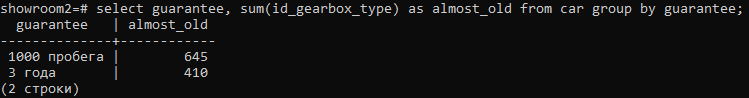 showroom2=# select guarantee, sum(id_gearbox_type) as almost_old from car group by guarantee;
  guarantee   | almost_old
--------------+------------
 1000 пробега |        645
 3 года       |        410
(2 строки)